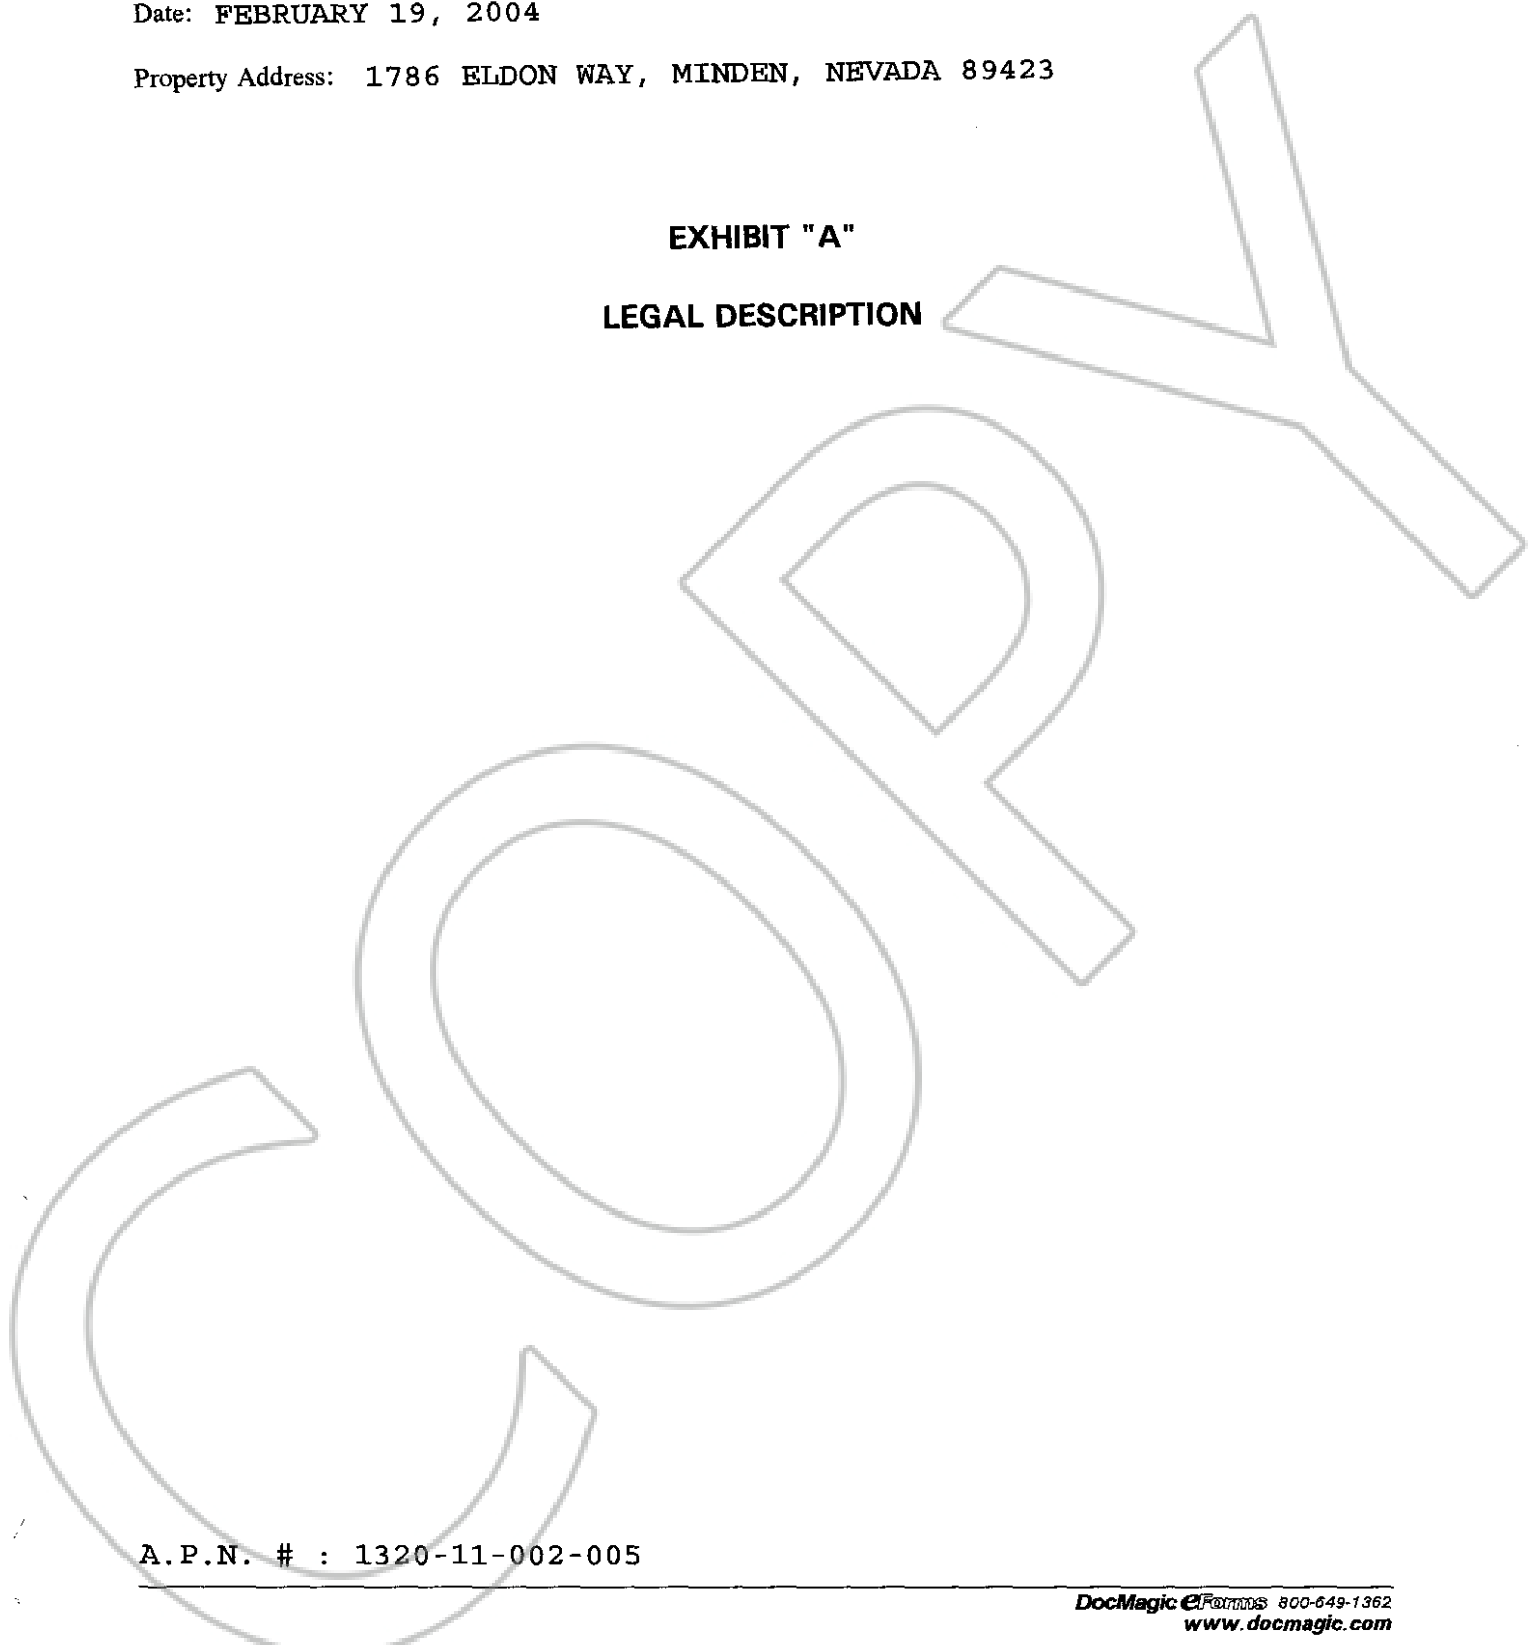 Date: FEBRUARY 19, 2004
Property Address: 1786 ELDON WAY, MINDEN, NEVADA 89423
EXHIBIT "A"
LEGAL DESCRIPTION
COPY
A.P.N. # : 1320-11-002-005
DocMagic eForms 800-649-1362
www.docmagic.com